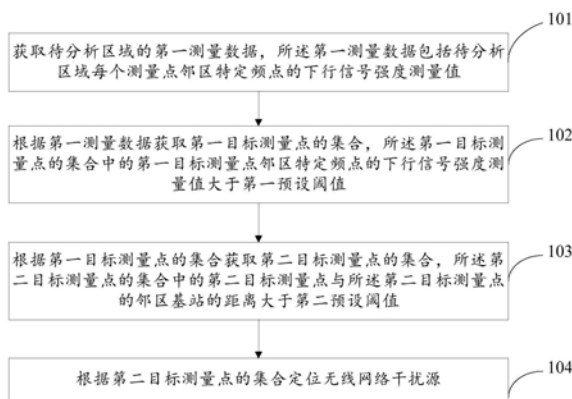 101
获取待分析区域的第一测量数据，所述第一测量数据包括待分析
区域每个测量点邻区特定频点的下行信号强度测量值
102
根据第一测量数据获取第一目标测量点的集合，所述第一目标测
量点的集合中的第一目标测量点邻区特定频点的下行信号强度测
量值大于第一预设阈值
103
根据第一目标测量点的集合获取第二目标测量点的集合，所述第
二目标测量点的集合中的第二目标测量点与所述第二目标测量点
的邻区基站的距离大于第二预设阈值
104
根据第二目标测量点的集合定位无线网络干扰源